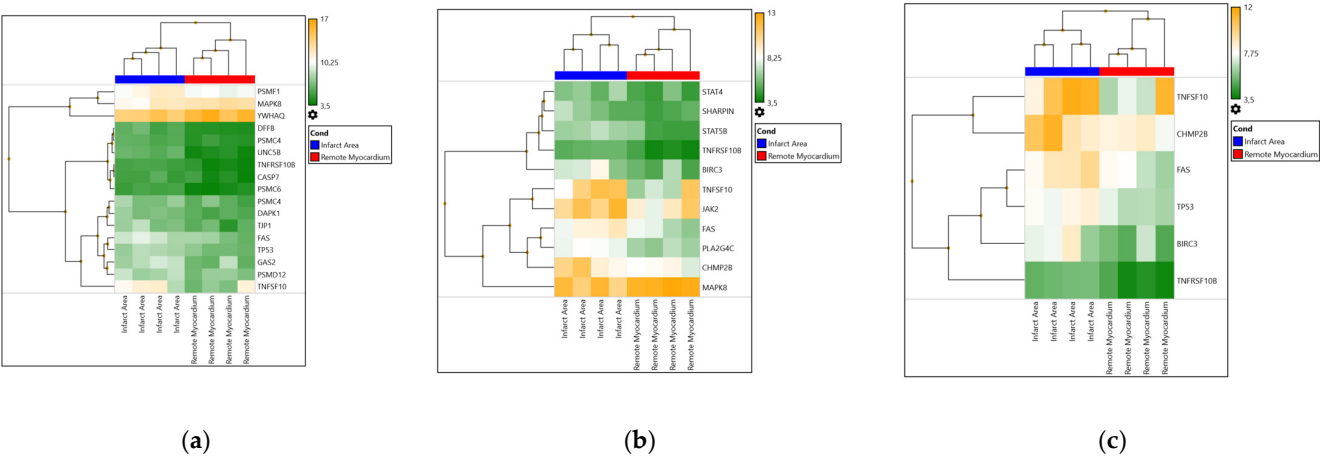 17
10,25
3,5
Cond
Infarct Area
Remote Myocardium
PSMF1
MAPK8
YWHAQ
DFFB
PSMC4
UNC5B
TNFRSF10B
CASP7
PSMC6
PSMC4
DAPK1
TJP1
FAS
TP53
GAS2
PSMD12
TNFSF10
Infarct Area
Infarct Area
Infarct Area
Infarct Area
Remote Myocardium
Remote Myocardium
Remote Myocardium
Remote Myocardium
(a)
13
8,25
3,5
Cond
Infarct Area
Remote Myocardium
STAT4
SHARPIN
STAT5B
TNFRSF10B
BIRC3
TNFSF10
JAK2
FAS
PLA2G4C
CHMP2B
MAPK8
Infarct Area
Infarct Area
Infarct Area
Infarct Area
Remote Myocardium
Remote Myocardium
Remote Myocardium
Remote Myocardium
(b)
12
7,75
3,5
Cond
Infarct Area
Remote Myocardium
TNFSF10
CHMP2B
FAS
TP53
BIRC3
TNFRSF10B
Infarct Area
Infarct Area
Infarct Area
Infarct Area
Remote Myocardium
Remote Myocardium
Remote Myocardium
Remote Myocardium
(c)